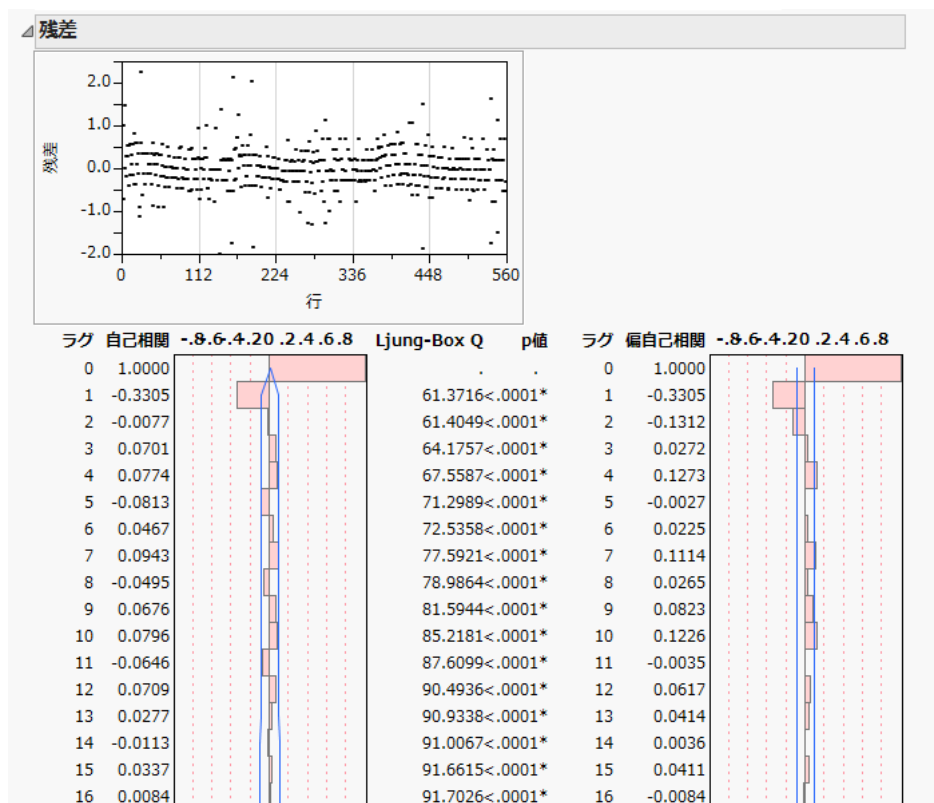 残差
2.0
1.0
残差
0.0
-1.0
-2.0
0 112 224 336 448 560
行
ラグ 自己相関 -.8-.6-.4-.20 .2.4.6.8 Ljung-Box Q p値 ラグ 偏自己相関 -.8-.6-.4-.20 .2.4.6.8
0 1.0000 . . 0 1.0000
1 -0.3305 61.3716 <.0001* 1 -0.3305
2 -0.0077 61.4049 <.0001* 2 -0.1312
3 0.0701 64.1757 <.0001* 3 0.0272
4 0.0774 67.5587 <.0001* 4 0.1273
5 -0.0813 71.2989 <.0001* 5 -0.0027
6 0.0467 72.5358 <.0001* 6 0.0225
7 0.0943 77.5921 <.0001* 7 0.1114
8 -0.0495 78.9864 <.0001* 8 0.0265
9 0.0676 81.5944 <.0001* 9 0.0823
10 0.0796 85.2181 <.0001* 10 0.1226
11 -0.0646 87.6099 <.0001* 11 -0.0035
12 0.0709 90.4936 <.0001* 12 0.0617
13 0.0277 90.9338 <.0001* 13 0.0414
14 -0.0113 91.0067 <.0001* 14 0.0036
15 0.0337 91.6615 <.0001* 15 0.0411
16 0.0084 91.7026 <.0001* 16 -0.0084